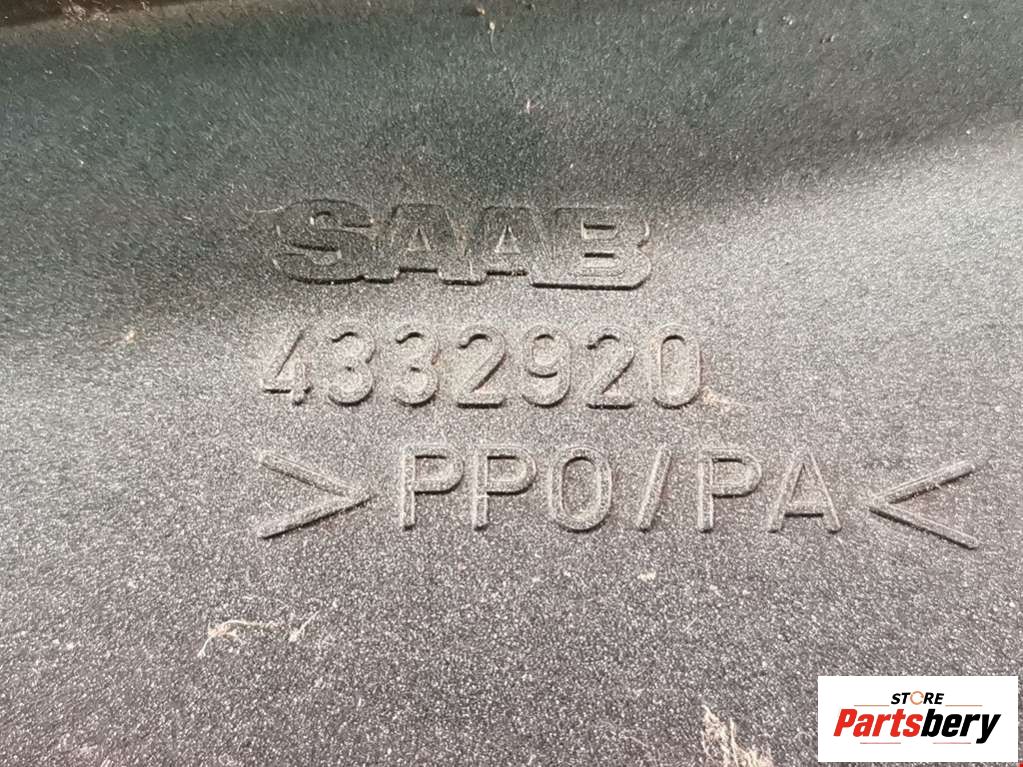 SAAB
4332920
>PPO/PA<
STORE
Partsbery